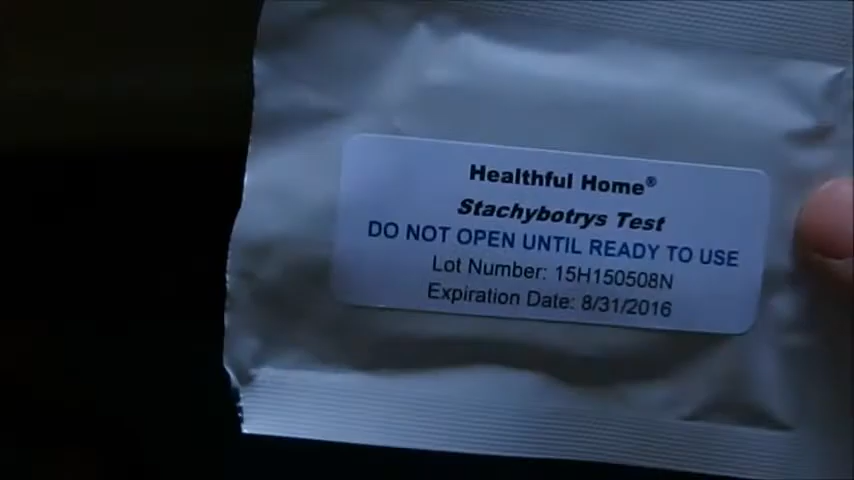 Healthful Home®
Stachybotrys Test
DO NOT OPEN UNTIL READY TO USE
Lot Number: 15H150508N
Expiration Date: 8/31/2016